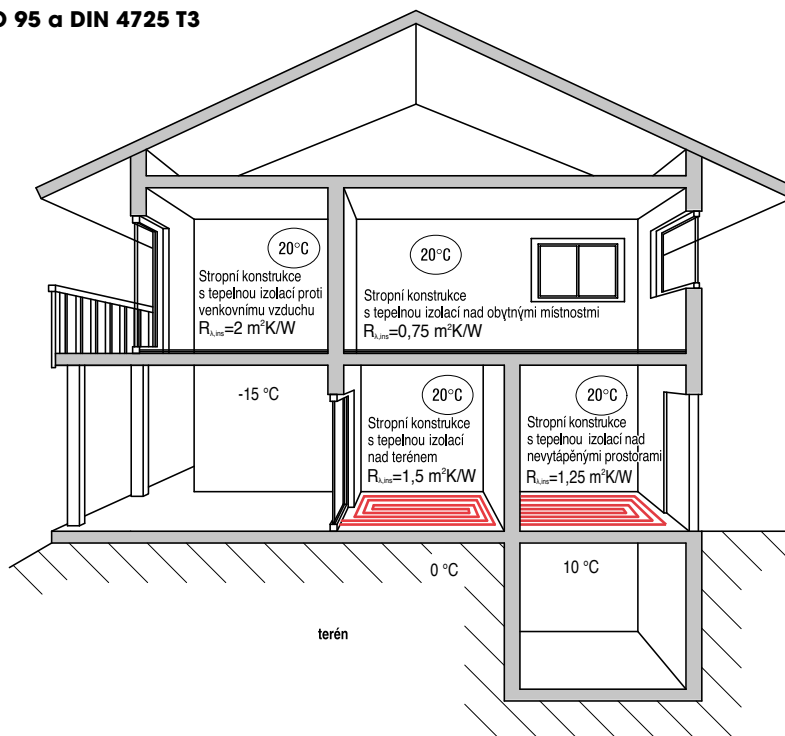 O 95 a DIN 4725 T3
20°C
Stropní konstrukce
s tepelnou izolací proti
venkovnímu vzduchu
Rλ,ins=2 m²K/W
20°C
Stropní konstrukce
s tepelnou izolací nad obytnými místnostmi
Rλ,ins=0,75 m²K/W
-15 °C
20°C
Stropní konstrukce
s tepelnou izolací
nad terénem
Rλ,ins=1,5 m²K/W
20°C
Stropní konstrukce
s tepelnou izolací nad
nevytápěnými prostorami
Rλ,ins=1,25 m²K/W
0 °C
10 °C
terén